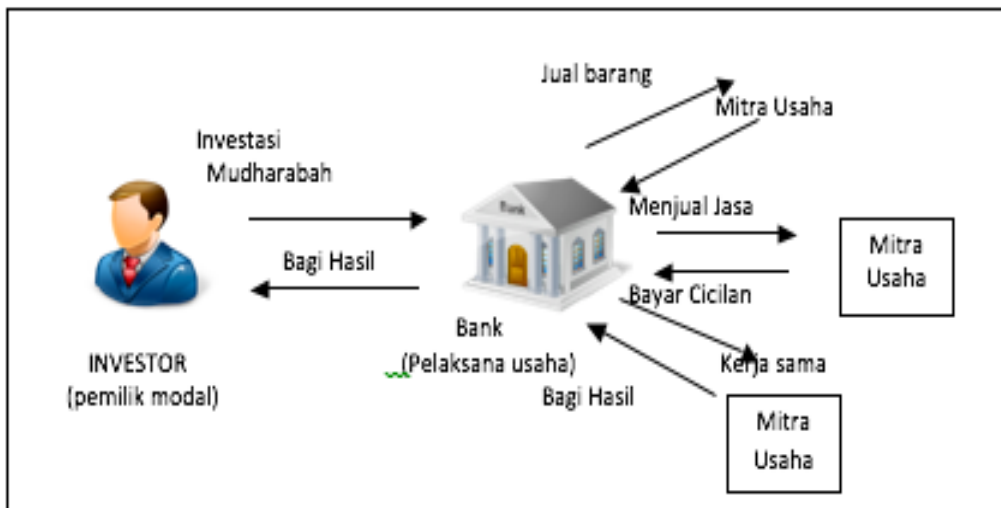 Jual barang
Mitra Usaha
Investasi
Mudharabah
Bank
Menjual Jasa
Mitra
Usaha
Bagi Hasil
Bayar Cicilan
Bank
(Pelaksana usaha)
INVESTOR
(pemilik modal)
Kerja sama
Bagi Hasil
Mitra
Usaha